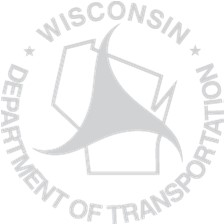 WISCONSIN
DEPARTMENT OF TRANSPORTATION